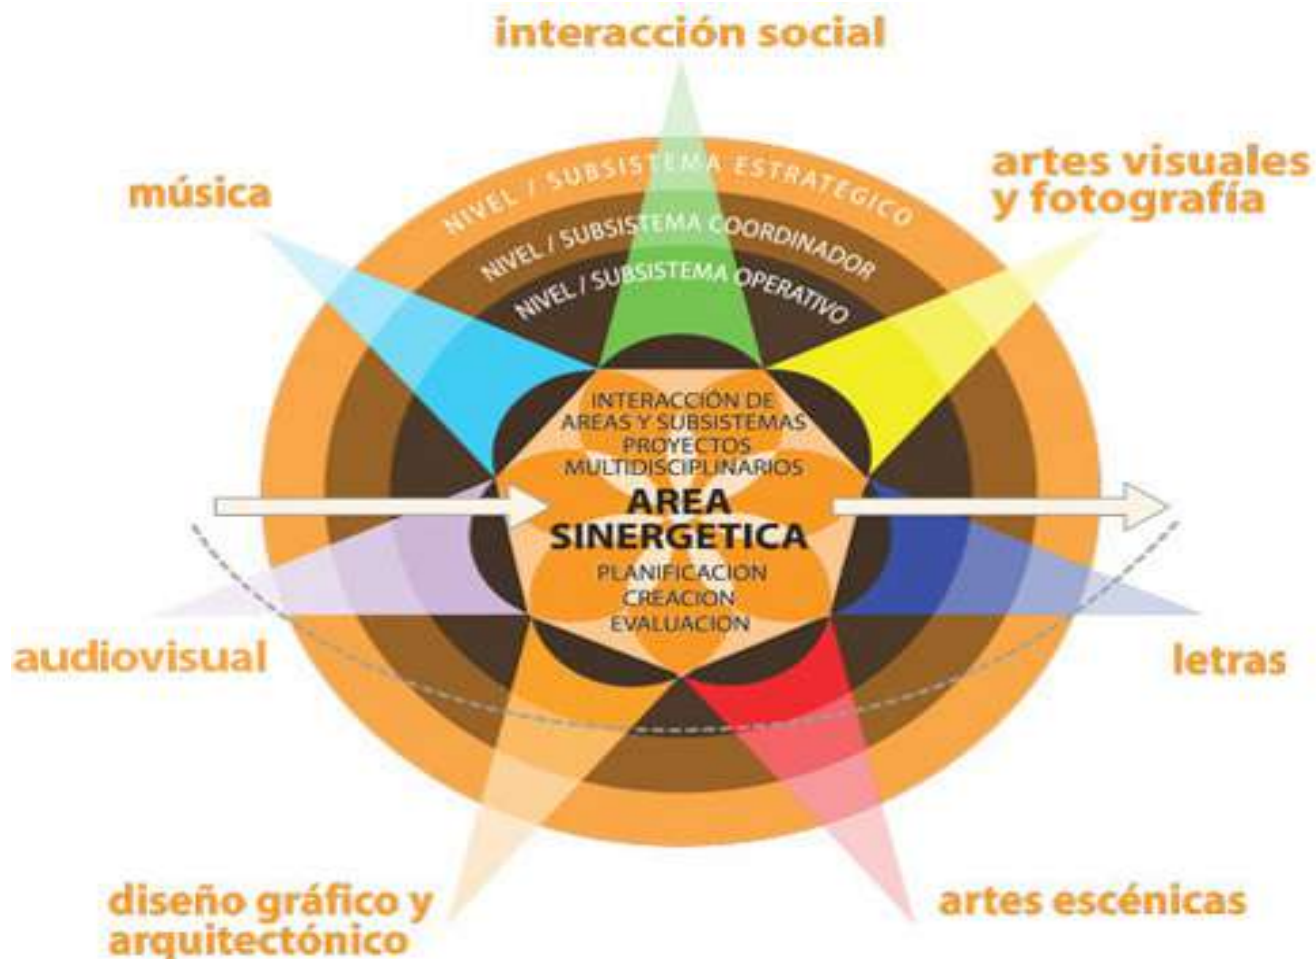 interacción social
música
artes visuales
y fotografía
NIVEL / SUBSISTEMA ESTRATÉGICO
NIVEL / SUBSISTEMA COORDINADOR
NIVEL / SUBSISTEMA OPERATIVO
INTERACCIÓN DE
AREAS Y SUBSISTEMAS
PROYECTOS
MULTIDISCIPLINARIOS
AREA
SINERGETICA
PLANIFICACION
CREACION
EVALUACION
audiovisual
letras
diseño gráfico y
arquitectónico
artes escénicas